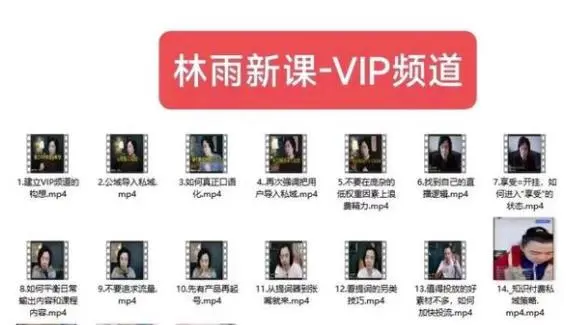 林雨新课-VIP频道
1.建立VIP频道的
构想.mp4
2.公域导入私域.
mp4
3.如何真正口语
化.mp4
4..再次强调把用
户导入私域.mp4
5.不要在庞杂的
低权重因素上浪
费精力.mp4
6.找到自己的直
播逻辑.mp4
7.享受=开挂，如
何进入“享受”的
的状态.mp4
8.如何平衡日常
输出内容和课程
内容.mp4
9.不要追求流量.
mp4
10.先有产品再起
号.mp4
11.从提词器到张
嘴就来.mp4
12.看提词的另类
技巧.mp4
13.值得投放的好
素材不多，如何
加快投流.mp4
14. 知识付费私
域策略.
mp4